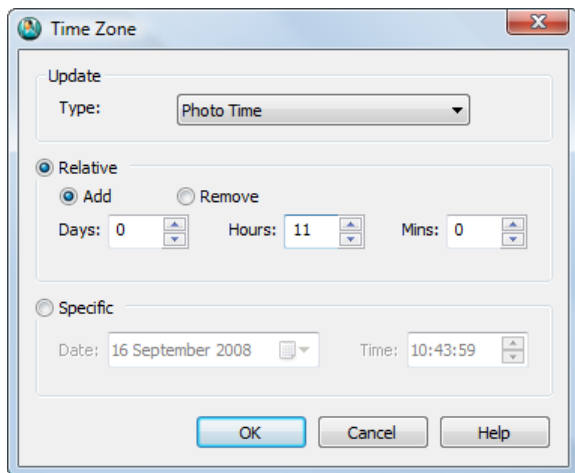 Time Zone
Update
Type: Photo Time
Relative
Add Remove
Days: 0 Hours: 11 Mins: 0
Specific
Date: 16 September 2008 Time: 10:43:59
OK Cancel Help